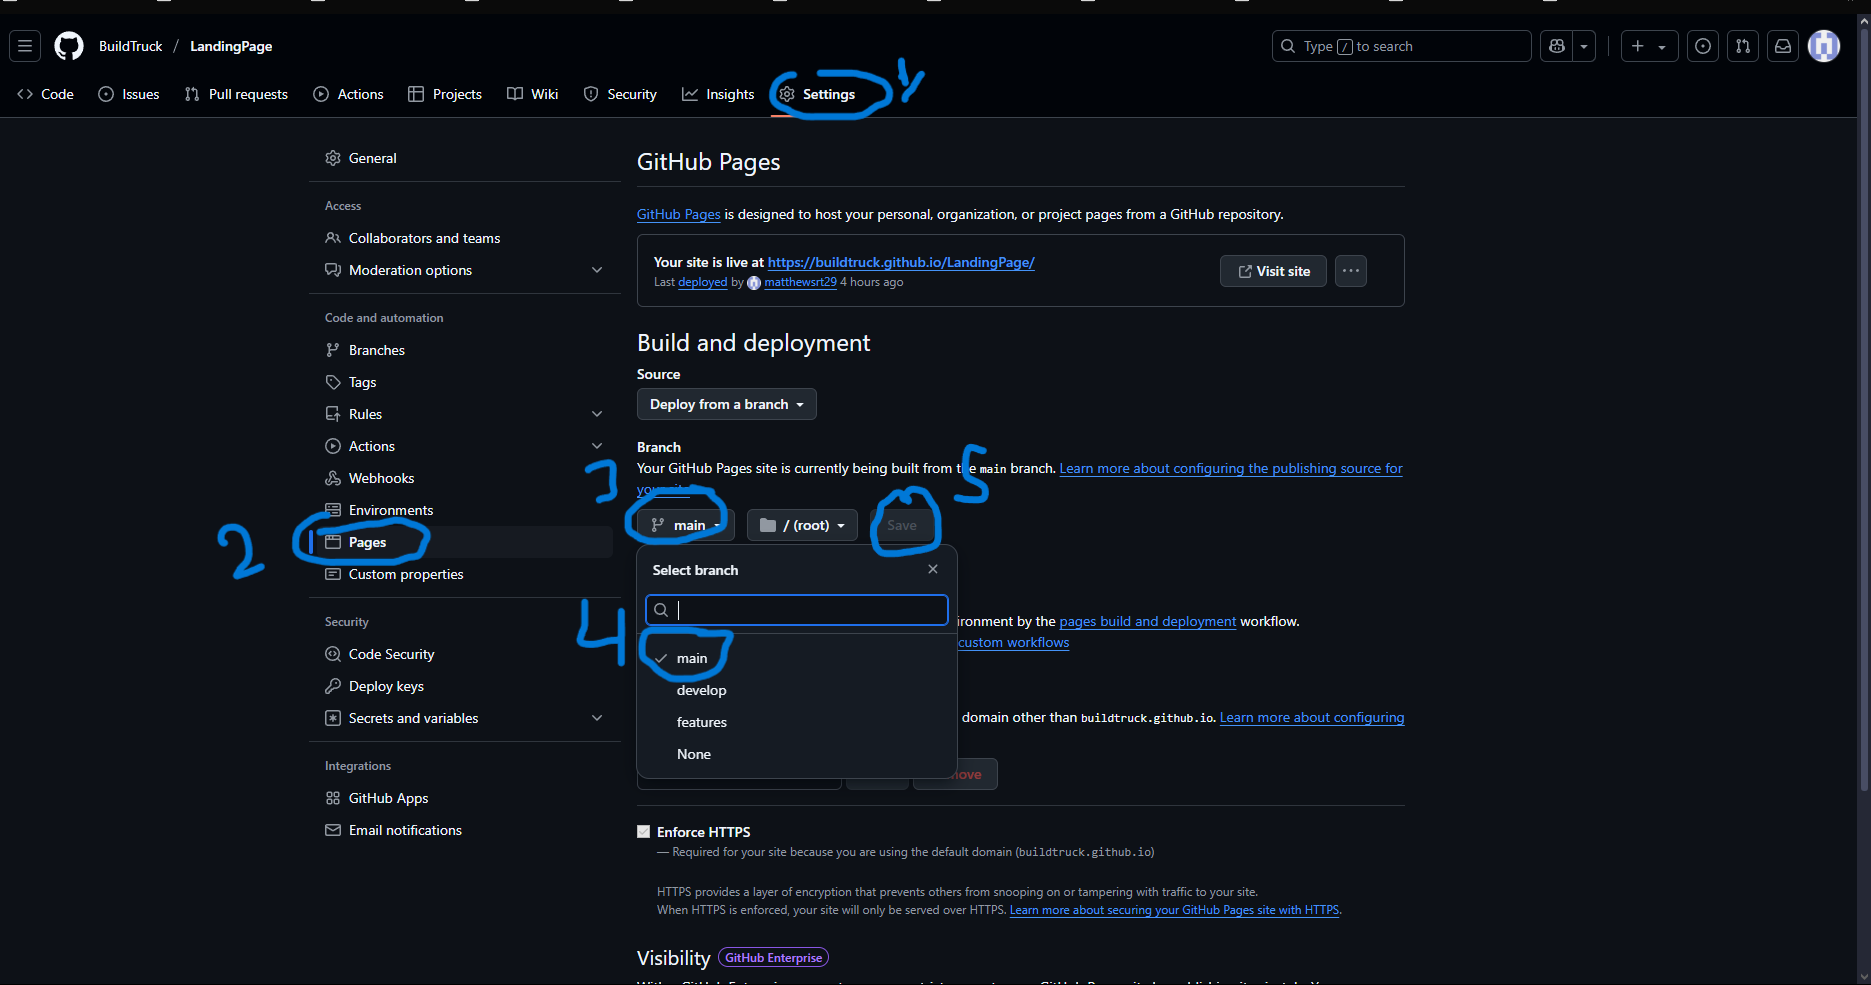 BuildTruck / LandingPage
Type / to search
Code Issues Pull requests Actions Projects Wiki Security Insights Settings
General
Access
Collaborators and teams
Moderation options
Code and automation
Branches
Tags
Rules
Actions
Webhooks
Environments
2
Pages
Custom properties
Security
Code Security
Deploy keys
Secrets and variables
Integrations
GitHub Apps
Email notifications
GitHub Pages
GitHub Pages is designed to host your personal, organization, or project pages from a GitHub repository.
Your site is live at https://buildtruck.github.io/LandingPage/
Last deployed by matthewsrt29 4 hours ago
Visit site
Build and deployment
Source
Deploy from a branch
Branch
Your GitHub Pages site is currently being built from the main branch. Learn more about configuring the publishing source for
your site
3
5
main / (root) Save
Select branch
4
main
develop
features
None
ironment by the pages build and deployment workflow.
custom workflows
domain other than buildtruck.github.io. Learn more about configuring
ove
Enforce HTTPS
— Required for your site because you are using the default domain (buildtruck.github.io)
HTTPS provides a layer of encryption that prevents others from snooping on or tampering with traffic to your site.
When HTTPS is enforced, your site will only be served over HTTPS. Learn more about securing your GitHub Pages site with HTTPS.
Visibility GitHub Enterprise